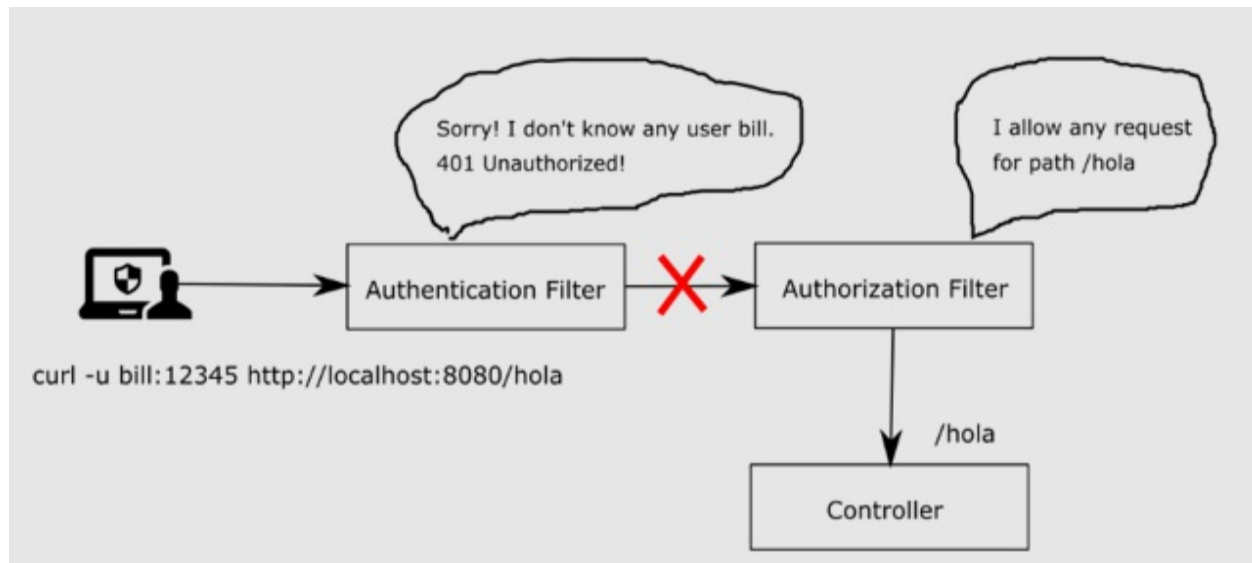 Sorry! I don't know any user bill.
401 Unauthorized!
I allow any request
for path /hola
Authentication Filter
Authorization Filter
curl -u bill:12345 http://localhost:8080/hola
/hola
Controller